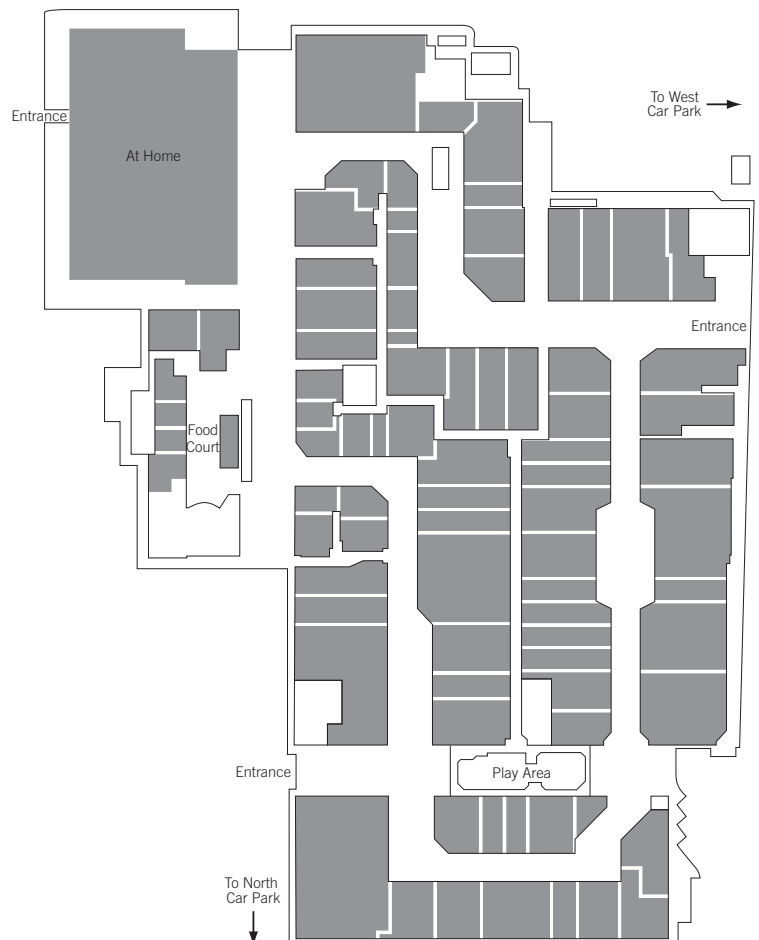 To West
Car Park
Entrance
At Home
Entrance
Food
Court
Entrance
Play Area
To North
Car Park